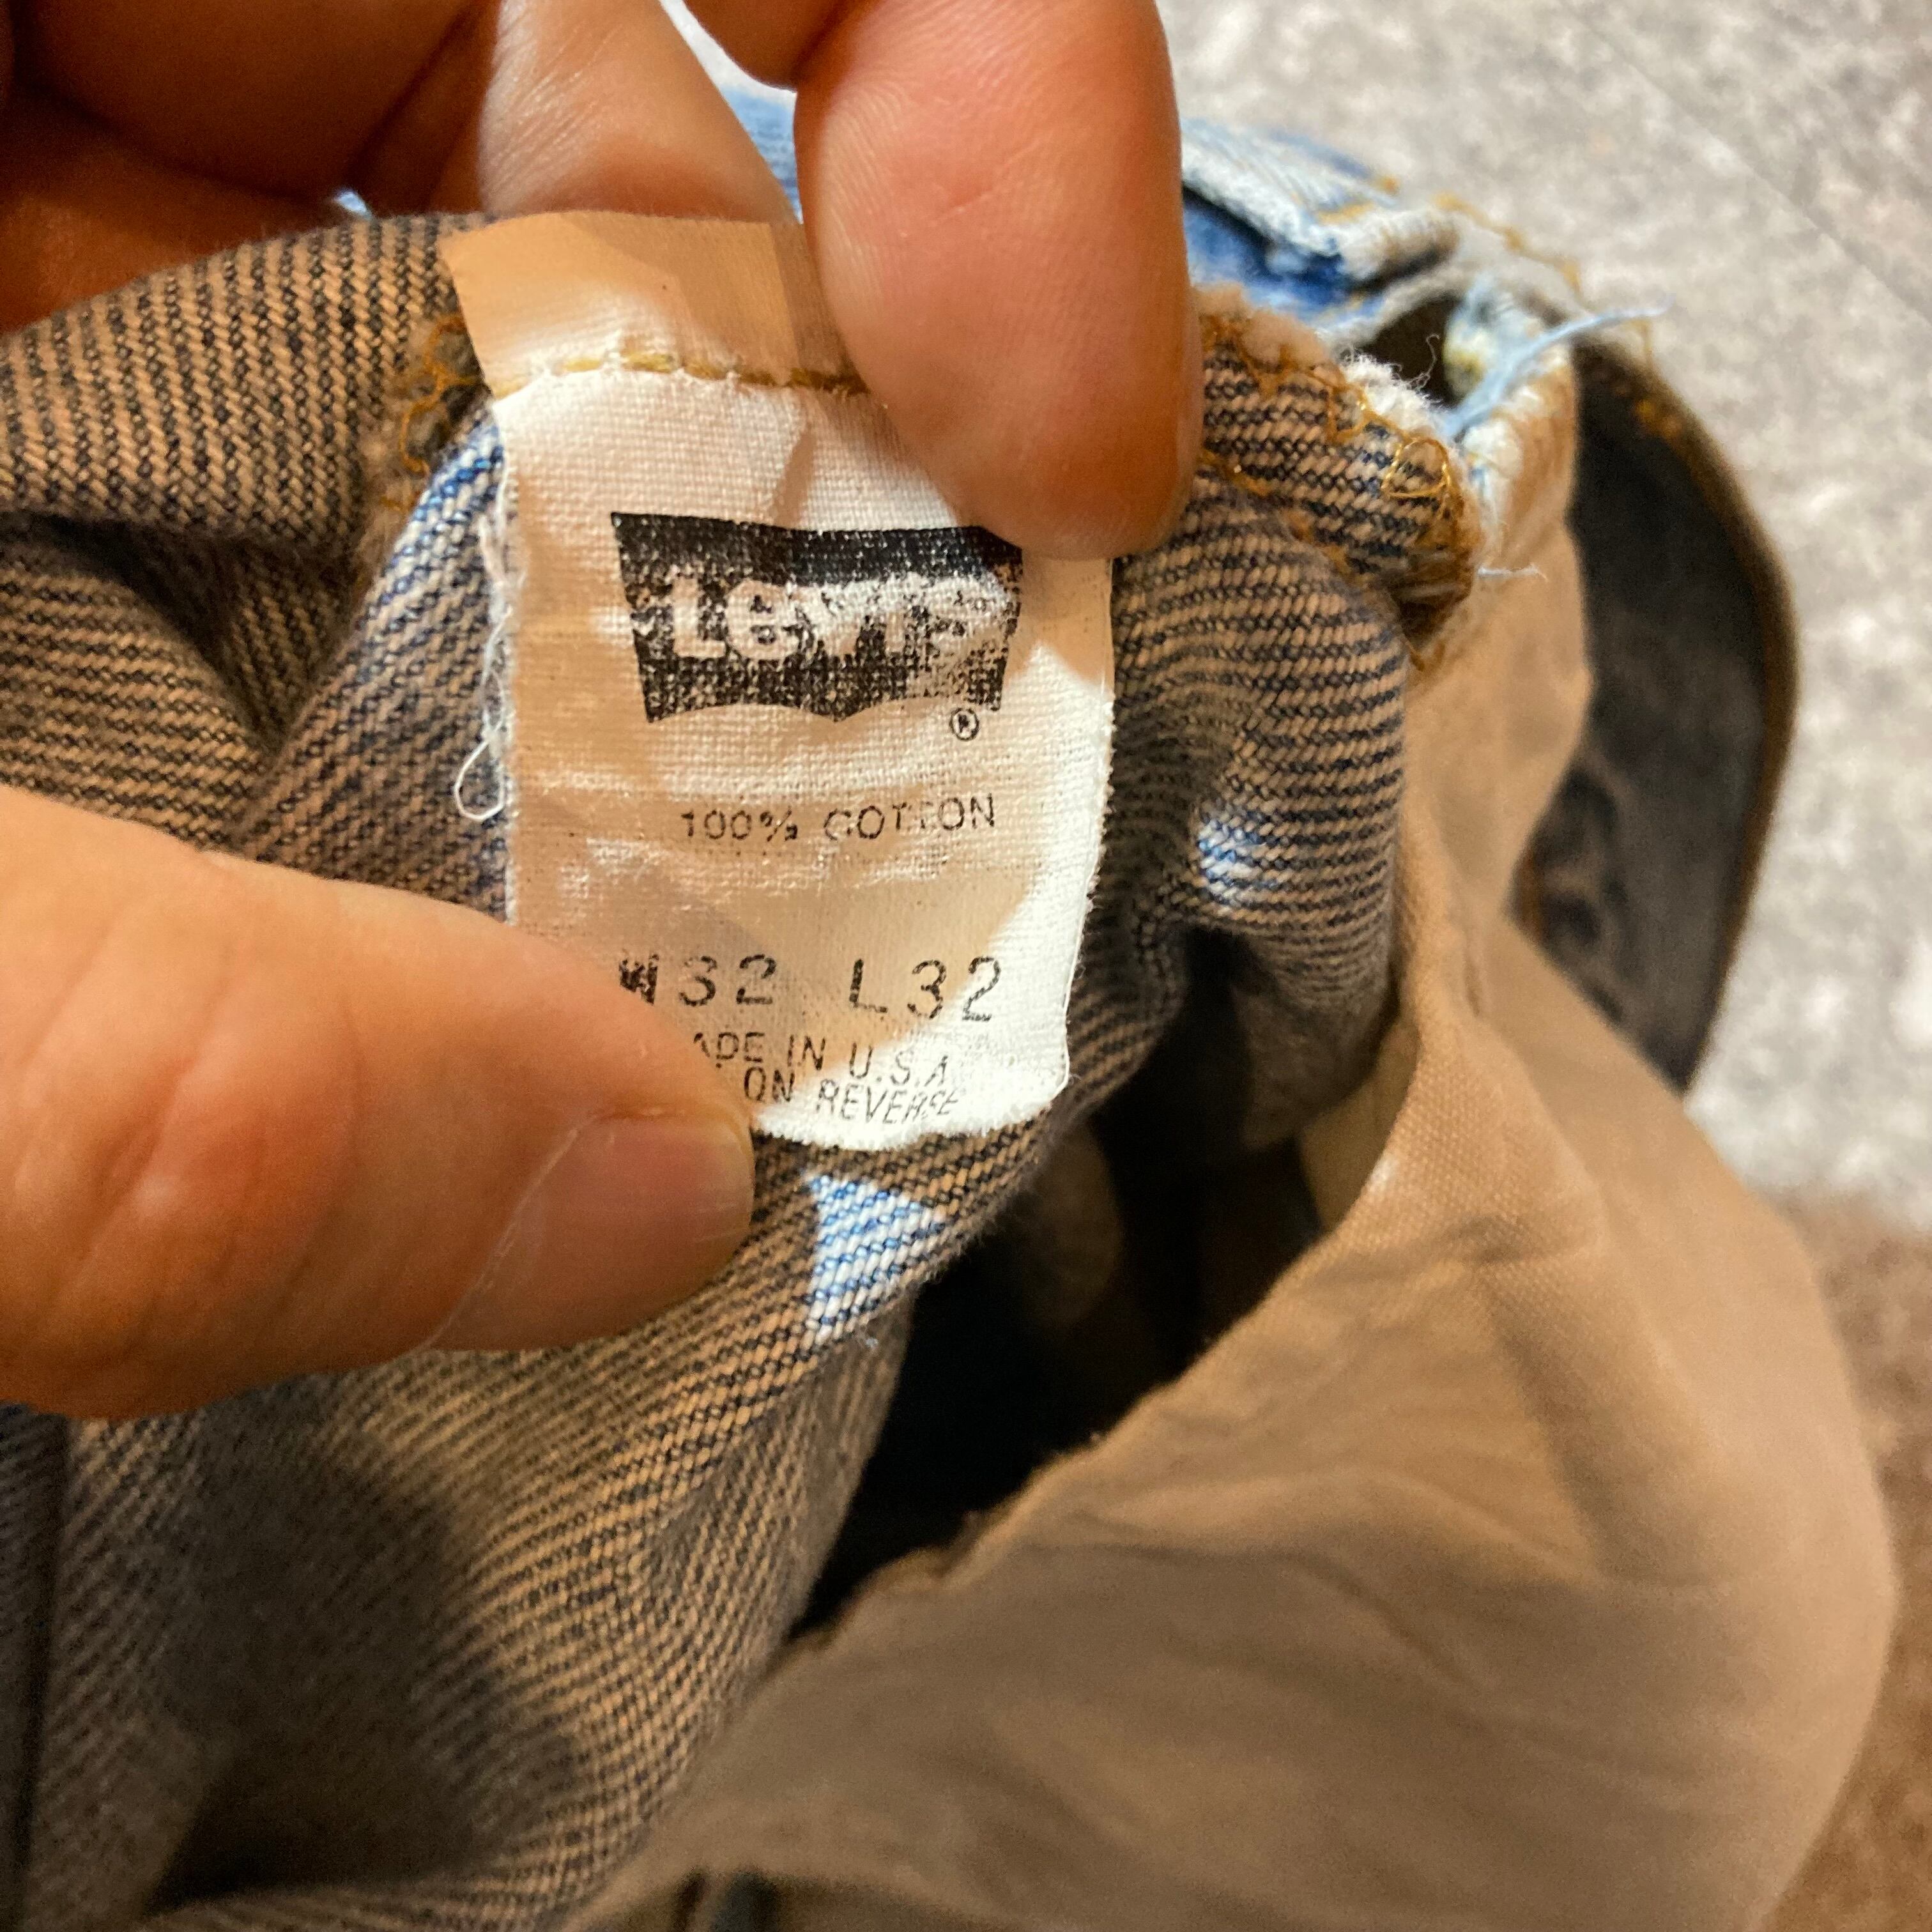 LEVI'S
®
100% COTTON
W32 L32
MADE IN U.S.A
ON REVERSE